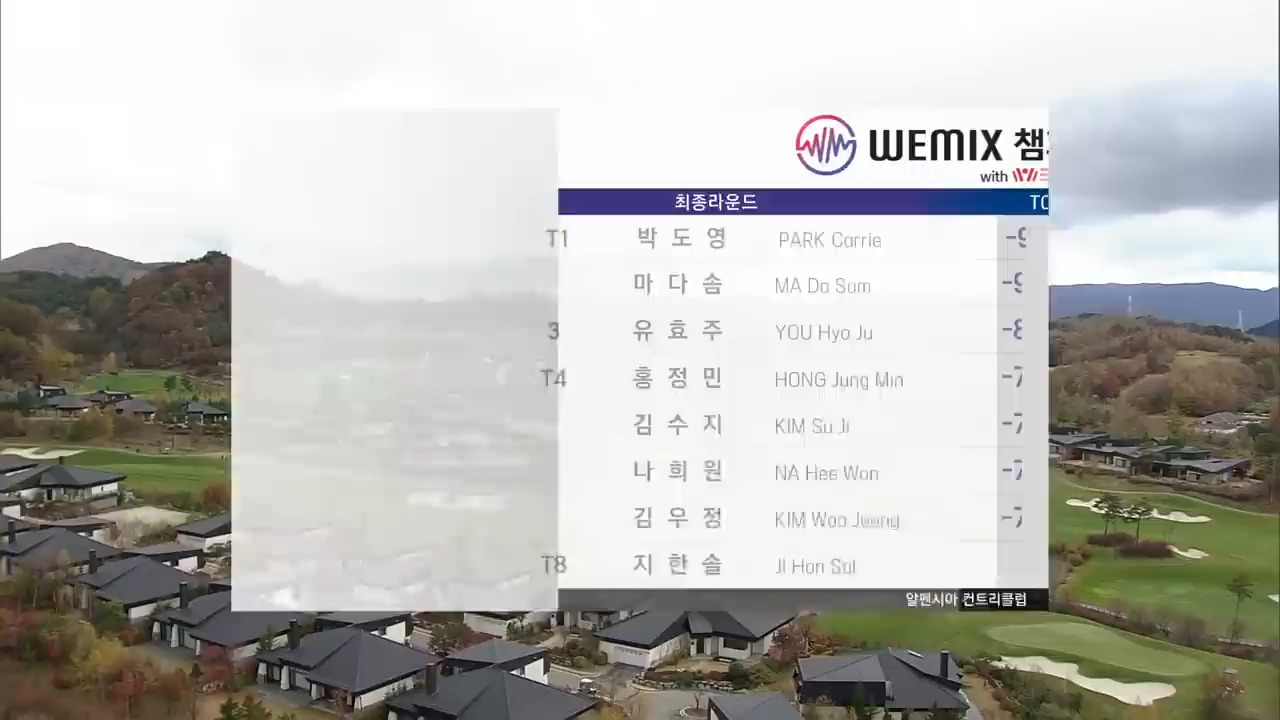 WEMIX 챔
with
최종라운드 TO
T1 박도영 PARK Carrie -9
마다솜 MA Da Som -9
3 유효주 YOU Hyo Ju -8
T4 홍정민 HONG Jung Min -7
김수지 KIM Su Ji -7
나희원 NA Hee Won -7
김우정 KIM Woo Jeong -7
T8 지한솔 JI Han Sol
알펜시아 컨트리클럽